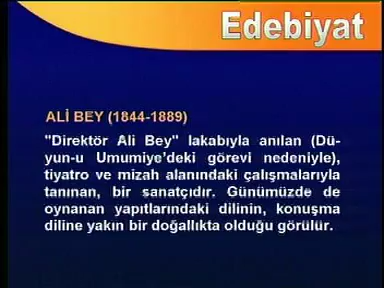 Edebiyat
ALİ BEY (1844-1889)
"Direktör Ali Bey" lakabıyla anılan (Dü-
yun-u Umumiye'deki görevi nedeniyle),
tiyatro ve mizah alanındaki çalışmalarıyla
tanınan, bir sanatçıdır. Günümüzde de
oynanan yapıtlarındaki dilinin, konuşma
diline yakın bir doğallıkta olduğu görülür.